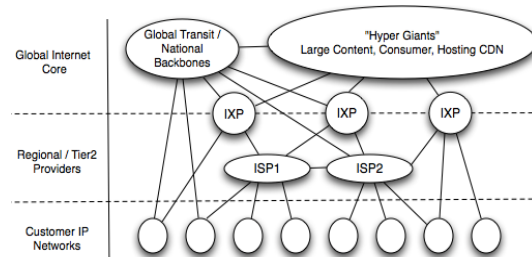 Global Internet
Core
Global Transit /
National
Backbones
"Hyper Giants"
Large Content, Consumer, Hosting CDN
IXP
IXP
IXP
Regional / Tier2
Providers
ISP1
ISP2
Customer IP
Networks